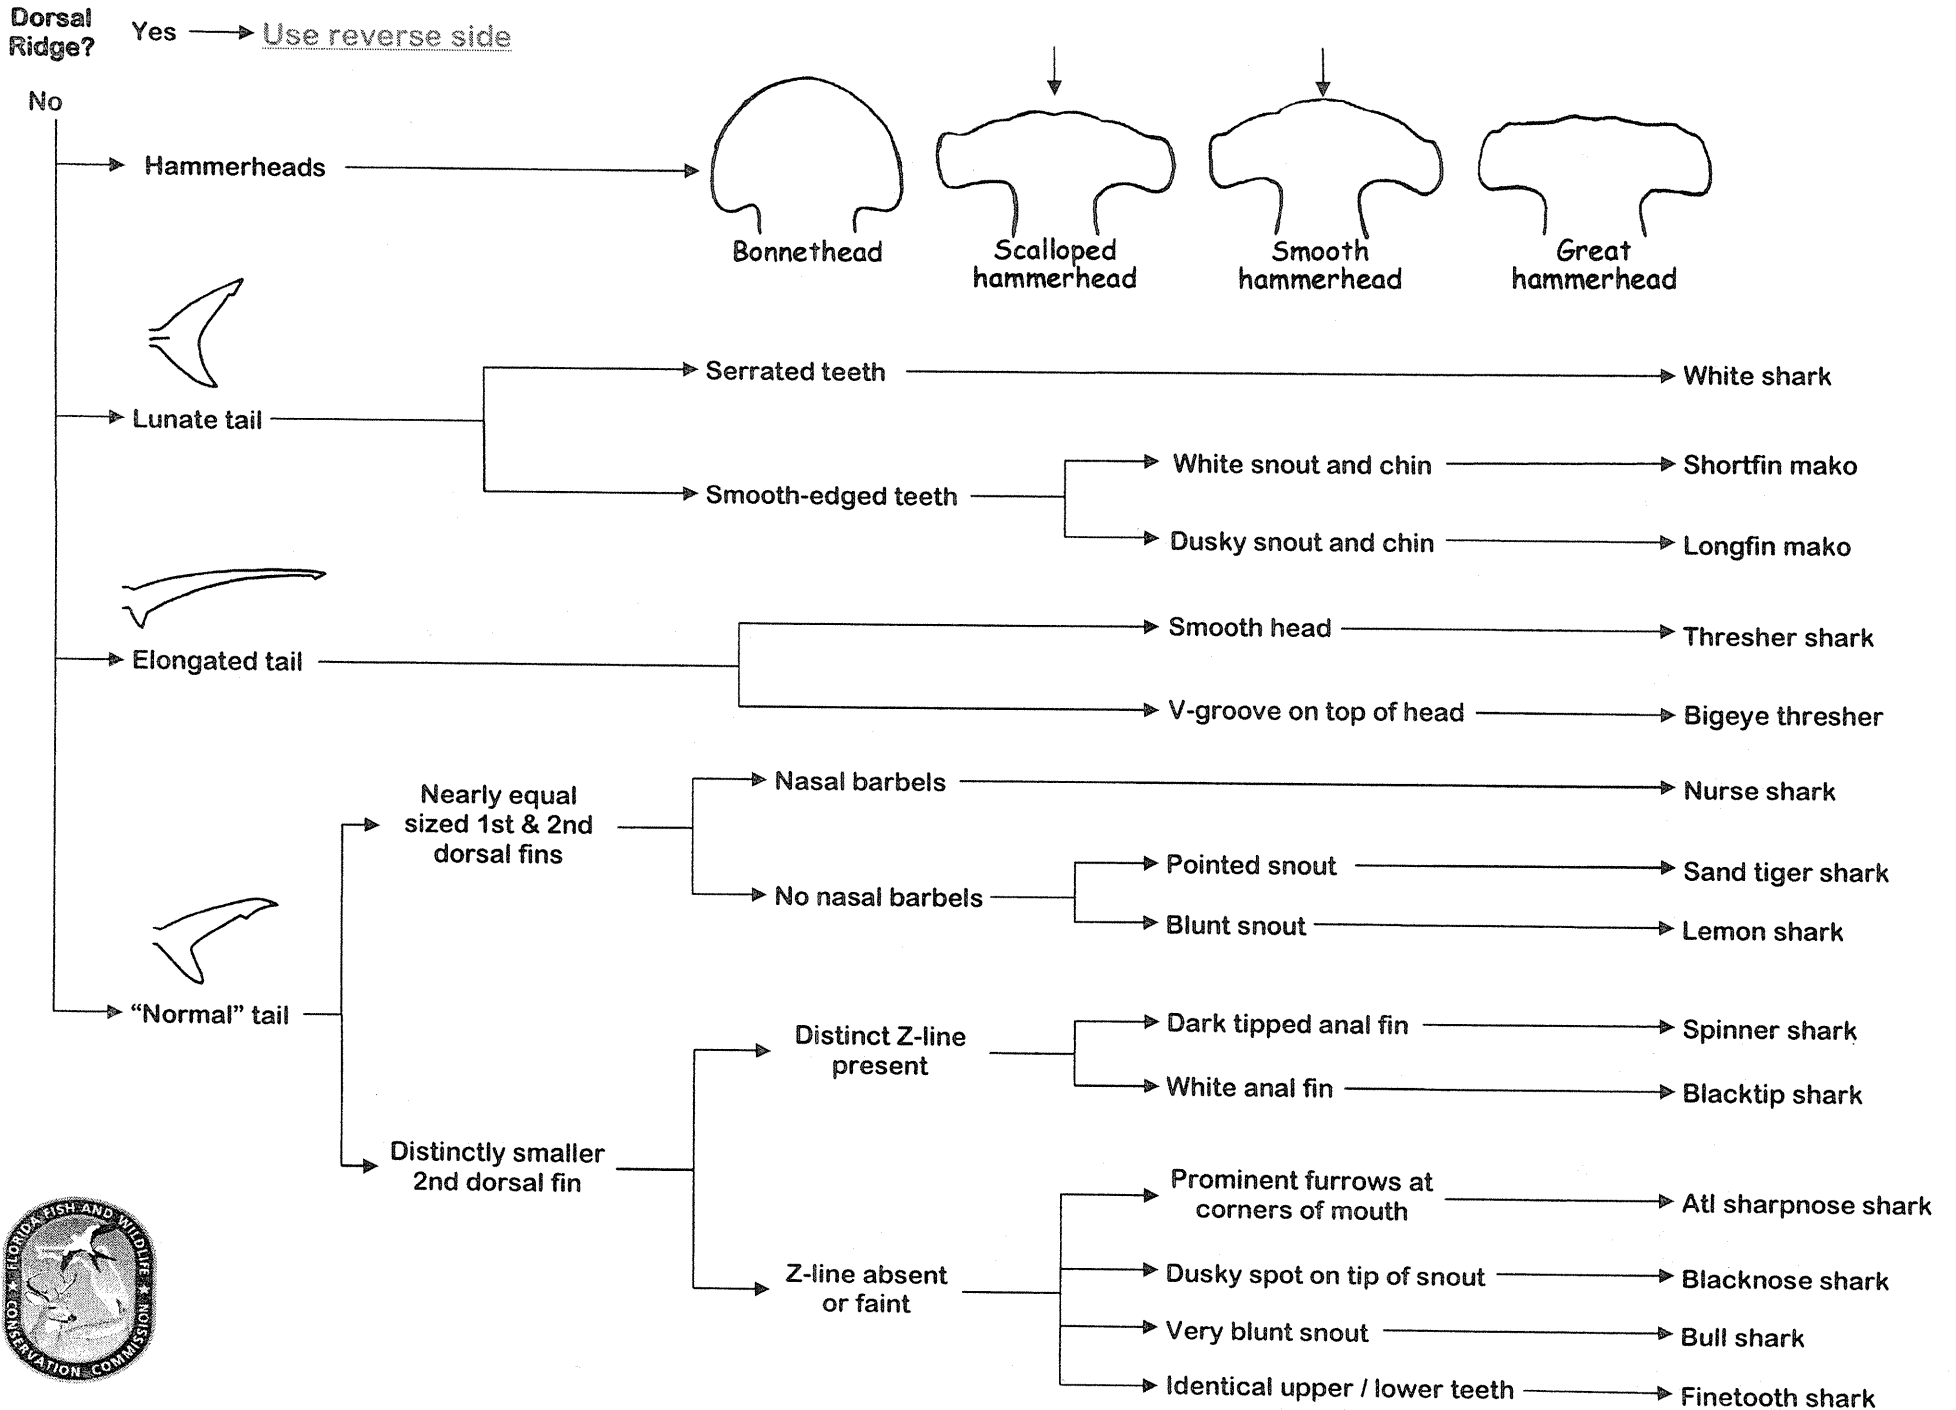 Dorsal
Ridge?
Yes
Use reverse side
No
Hammerheads
Bonnethead
Scalloped
hammerhead
Smooth
hammerhead
Great
hammerhead
Lunate tail
Serrated teeth
White shark
Smooth-edged teeth
White snout and chin
Shortfin mako
Dusky snout and chin
Longfin mako
Elongated tail
Smooth head
Thresher shark
V-groove on top of head
Bigeye thresher
"Normal" tail
Nearly equal
sized 1st & 2nd
dorsal fins
Nasal barbels
Nurse shark
No nasal barbels
Pointed snout
Sand tiger shark
Blunt snout
Lemon shark
Distinctly smaller
2nd dorsal fin
Distinct Z-line
present
Dark tipped anal fin
Spinner shark
White anal fin
Blacktip shark
Z-line absent
or faint
Prominent furrows at
corners of mouth
Atl sharpnose shark
Dusky spot on tip of snout
Blacknose shark
Very blunt snout
Bull shark
Identical upper / lower teeth
Finetooth shark
FLORIDA FISH AND WILDLIFE
CONSERVATION COMMISSION